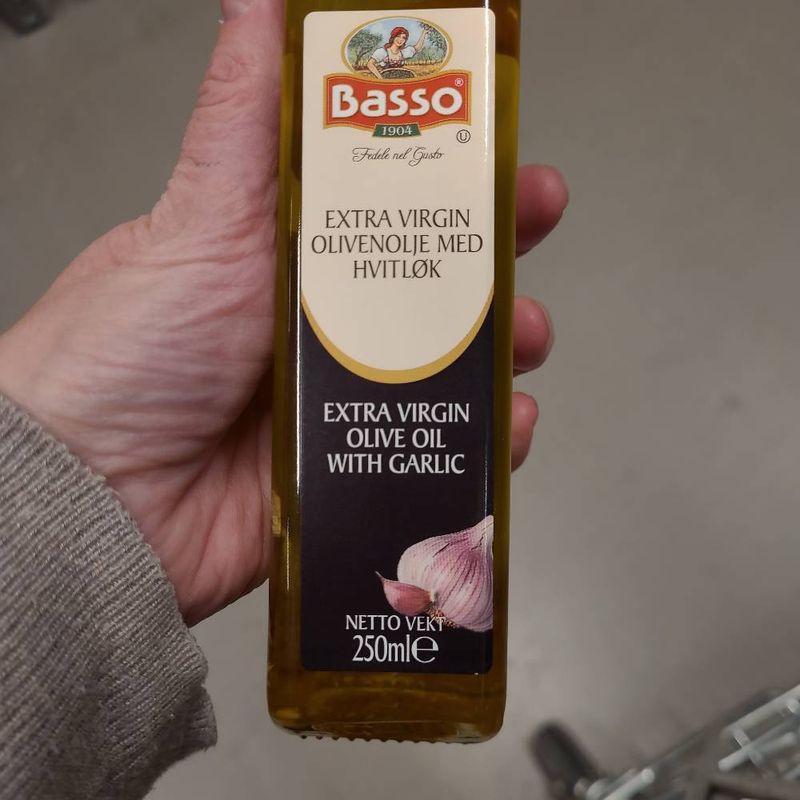 Basso®
1904
Ⓤ
Fedele nel Gusto
EXTRA VIRGIN
OLIVENOLJE MED
HVITLØK
EXTRA VIRGIN
OLIVE OIL
WITH GARLIC
NETTO VEKT
250ml℮